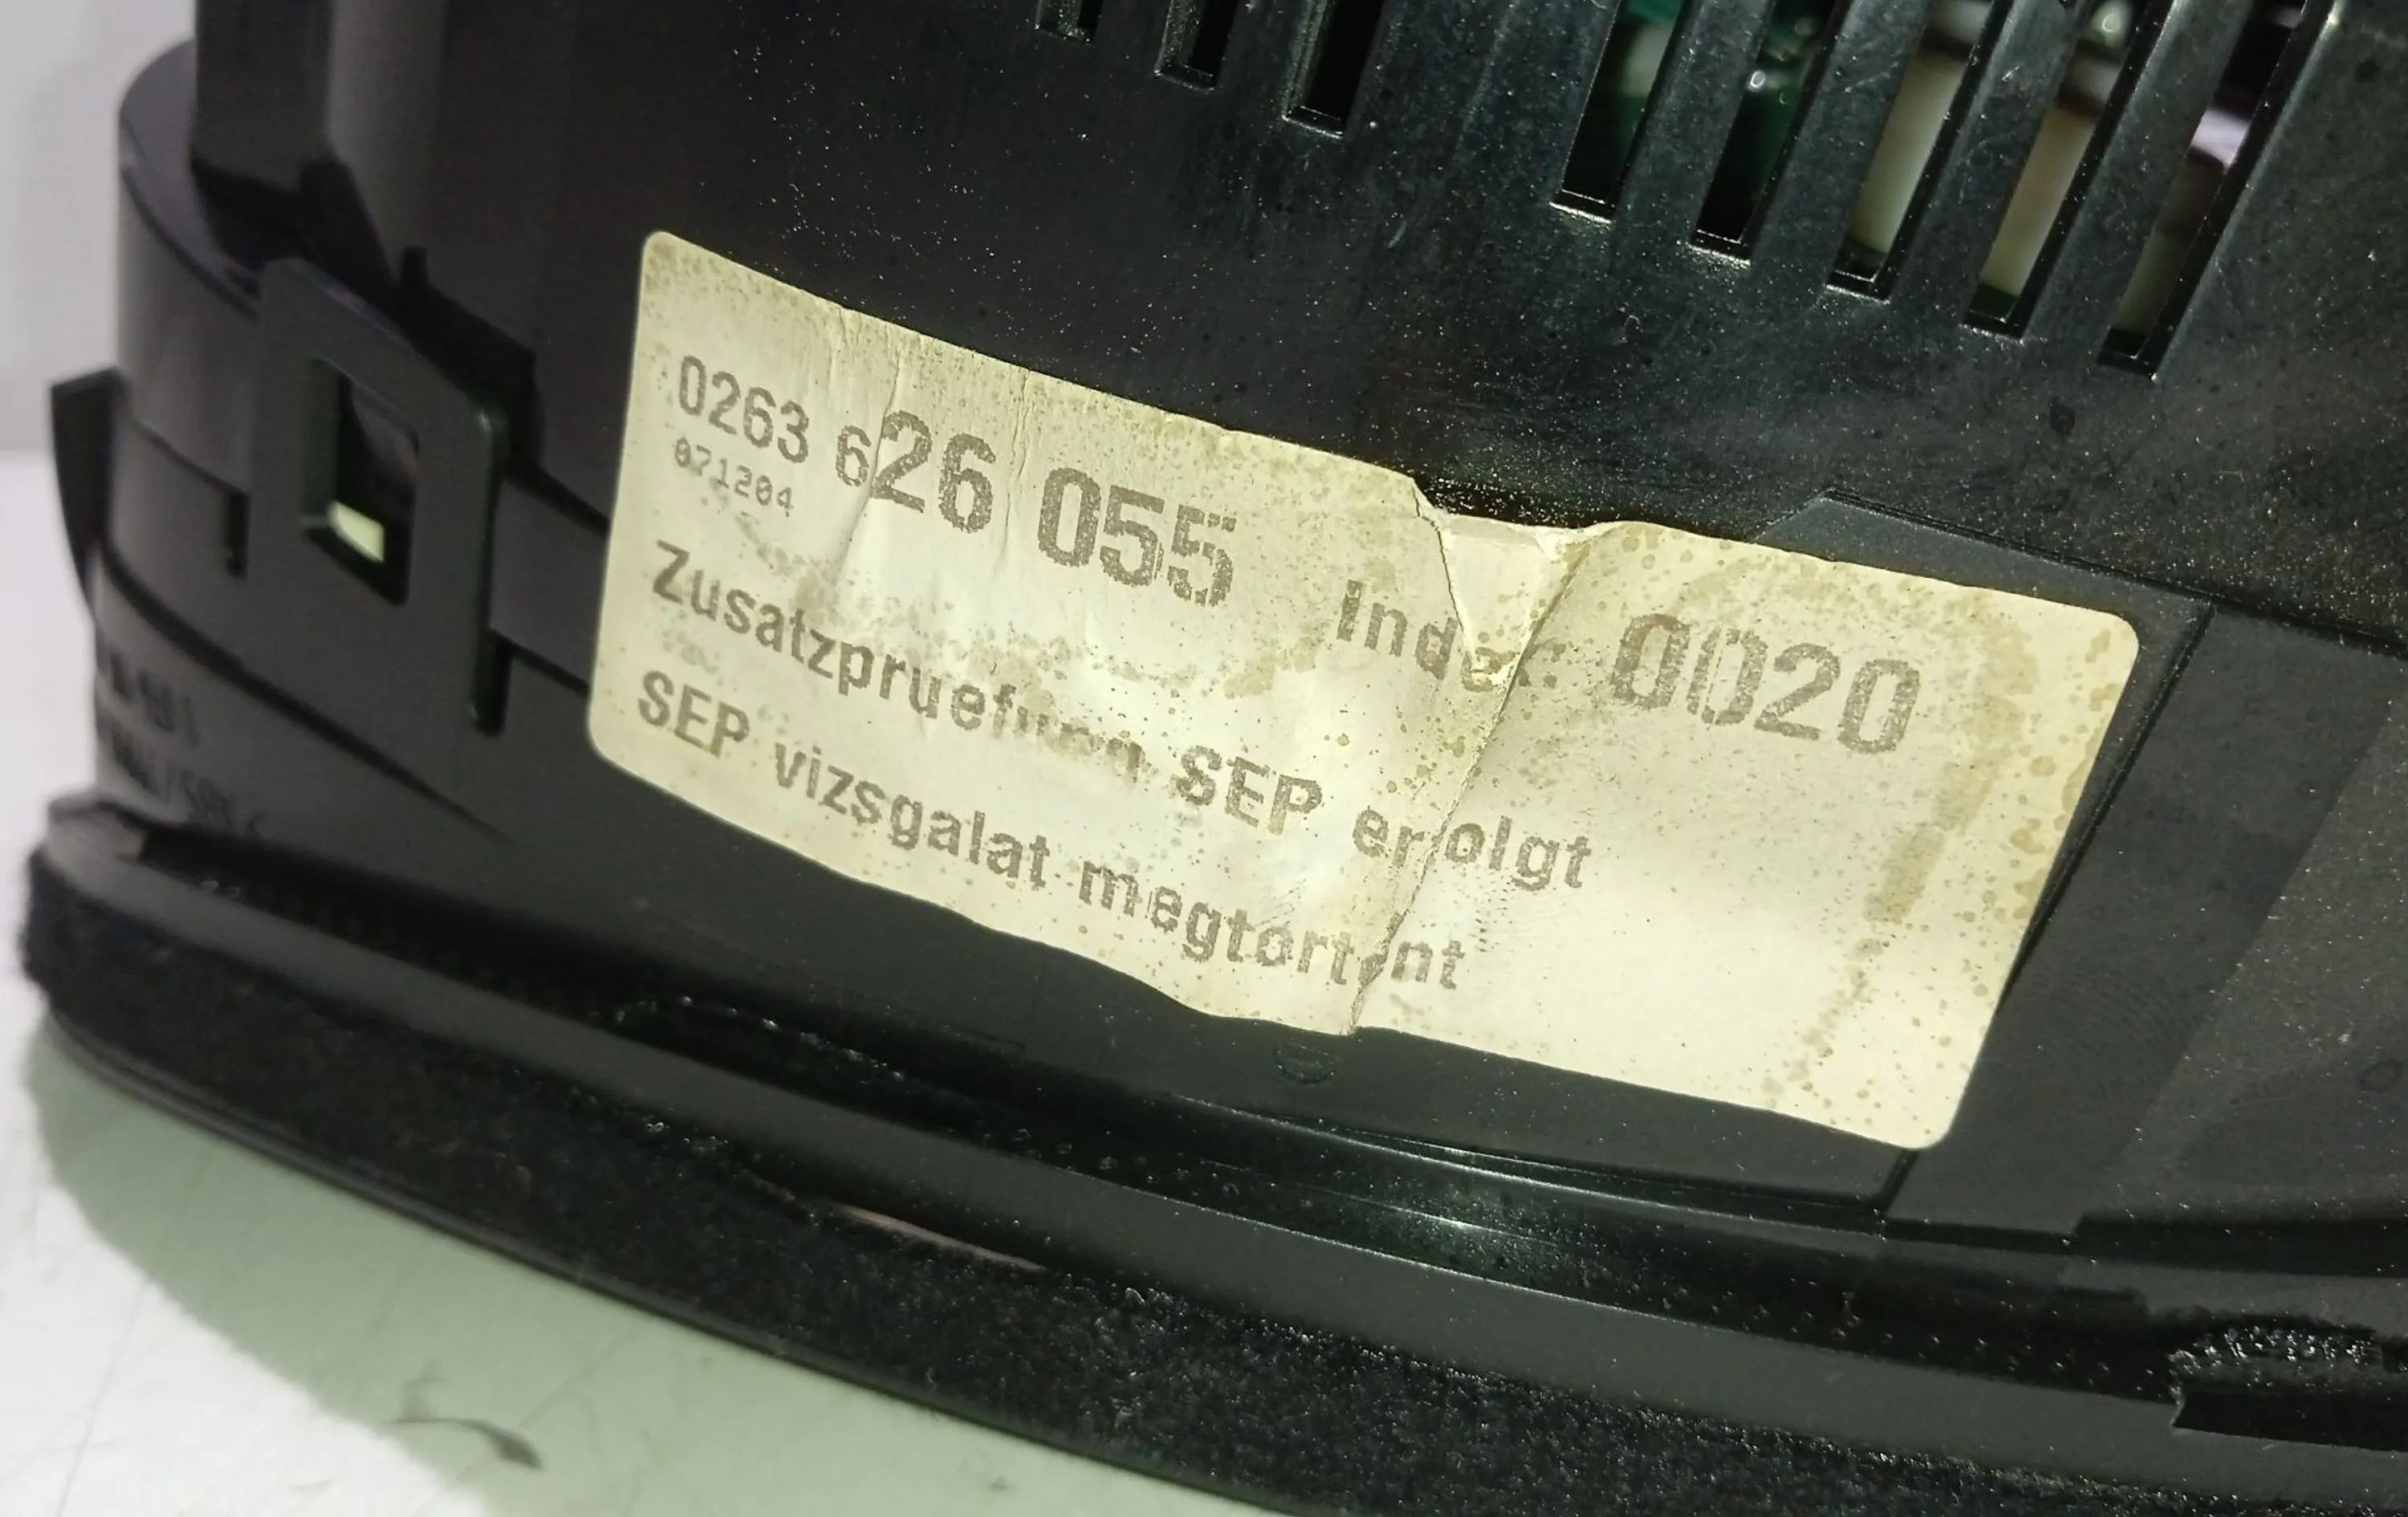 0263 626 055 Index: 0020
071204
Zusatzpruefung SEP erfolgt
SEP vizsgalat megtortent